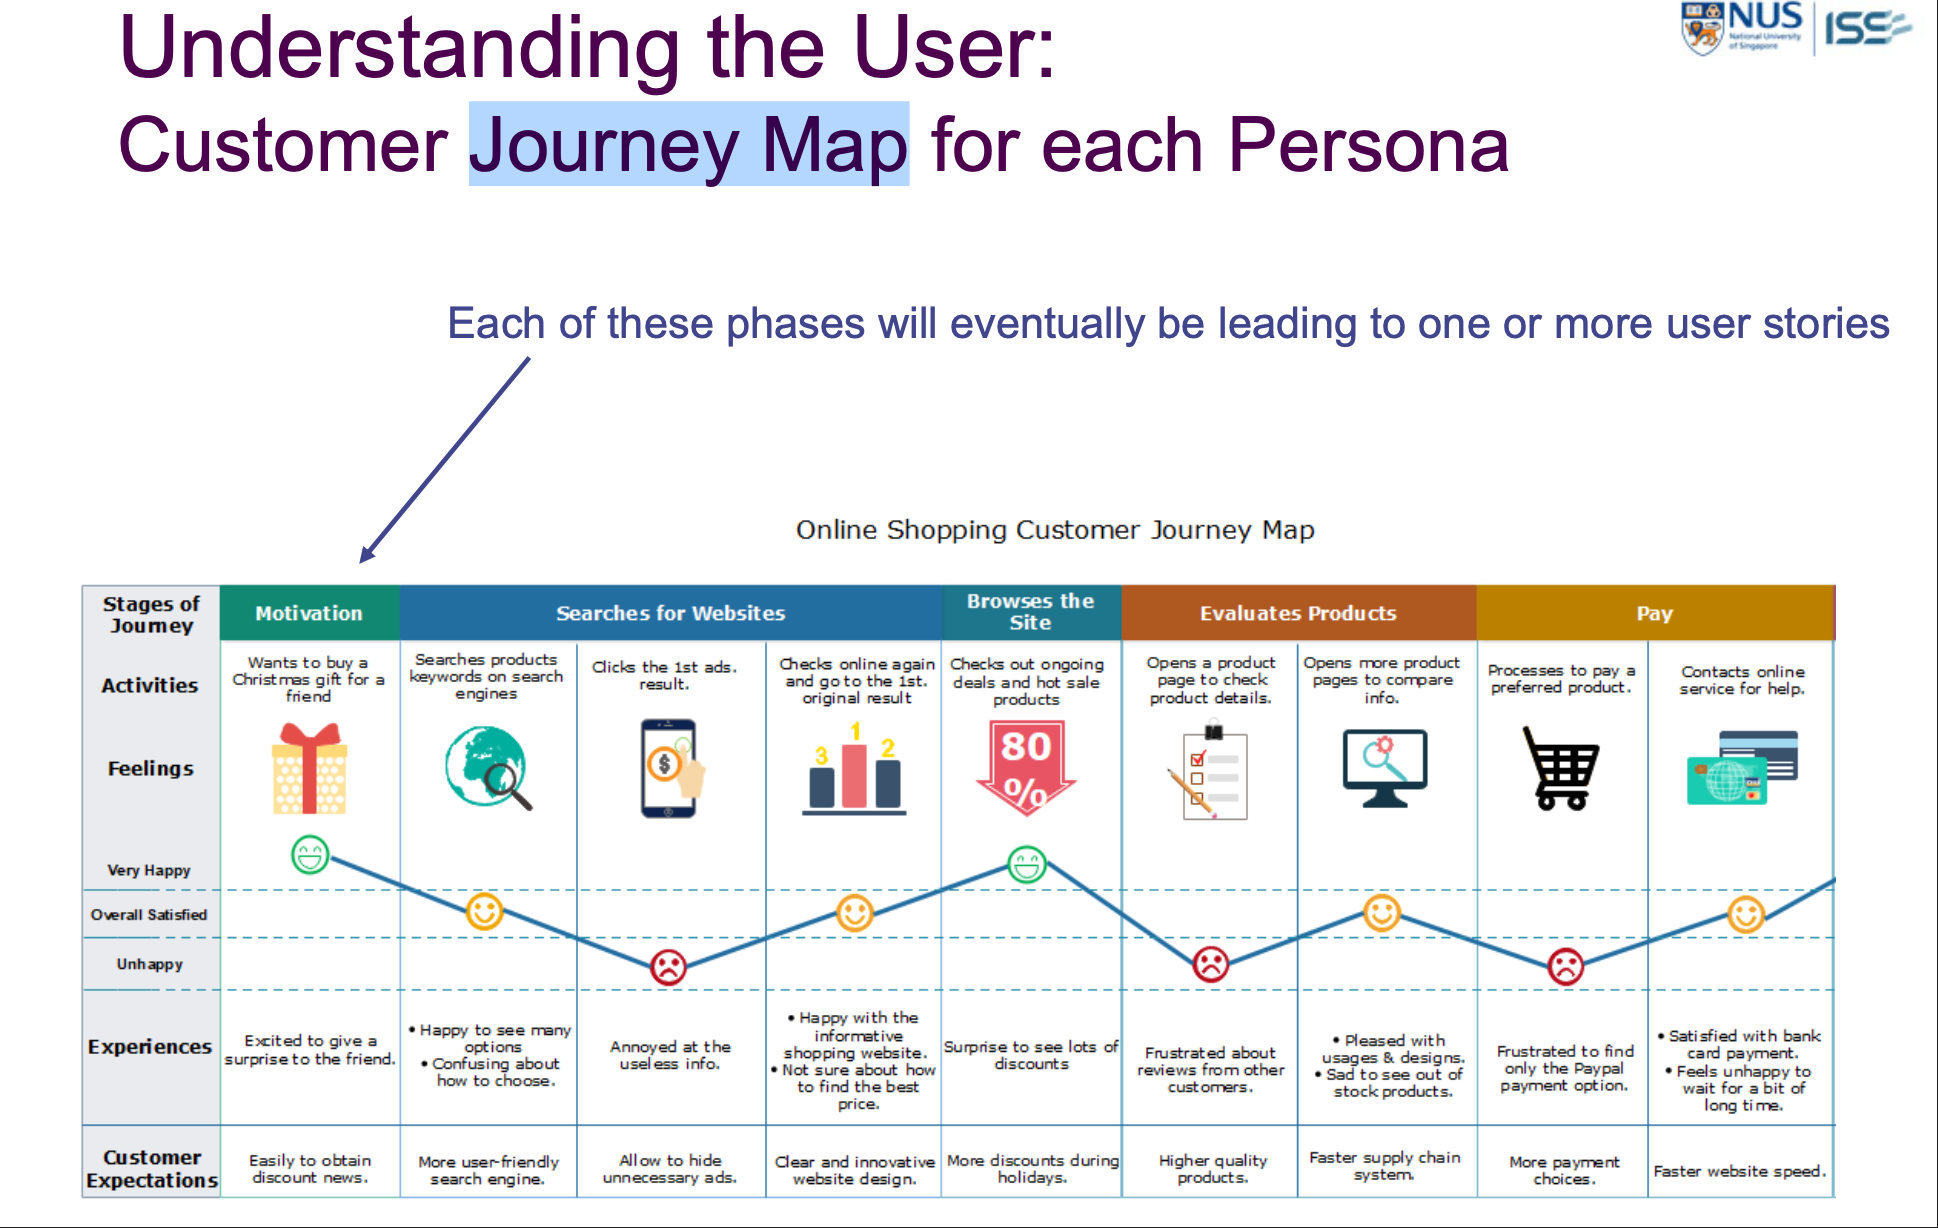 Understanding the User:
Customer Journey Map for each Persona
NUS
National University
of Singapore
ISS
Each of these phases will eventually be leading to one or more user stories
Online Shopping Customer Journey Map
Stages of
Journey
Motivation
Searches for Websites
Browses the
Site
Evaluates Products
Pay
Activities
Wants to buy a
Christmas gift for a
friend
Searches products
keywords on search
engines
Clicks the 1st ads.
result.
Checks online again
and go to the 1st.
original result
Checks out ongoing
deals and hot sale
products
Opens a product
page to check
product details.
Opens more product
pages to compare
info.
Processes to pay a
preferred product.
Contacts online
service for help.
Feelings
$
3
1
2
80
%
Very Happy
Overall Satisfied
Unhappy
Experiences
Excited to give a
surprise to the friend.
• Happy to see many
options
• Confusing about
how to choose.
Annoyed at the
useless info.
• Happy with the
informative
shopping website.
• Not sure about how
to find the best
price.
Surprise to see lots of
discounts
Frustrated about
reviews from other
customers.
• Pleased with
usages & designs.
• Sad to see out of
stock products.
Frustrated to find
only the Paypal
payment option.
• Satisfied with bank
card payment.
• Feels unhappy to
wait for a bit of
long time.
Customer
Expectations
Easily to obtain
discount news.
More user-friendly
search engine.
Allow to hide
unnecessary ads.
Clear and innovative
website design.
More discounts during
holidays.
Higher quality
products.
Faster supply chain
system.
More payment
choices.
Faster website speed.